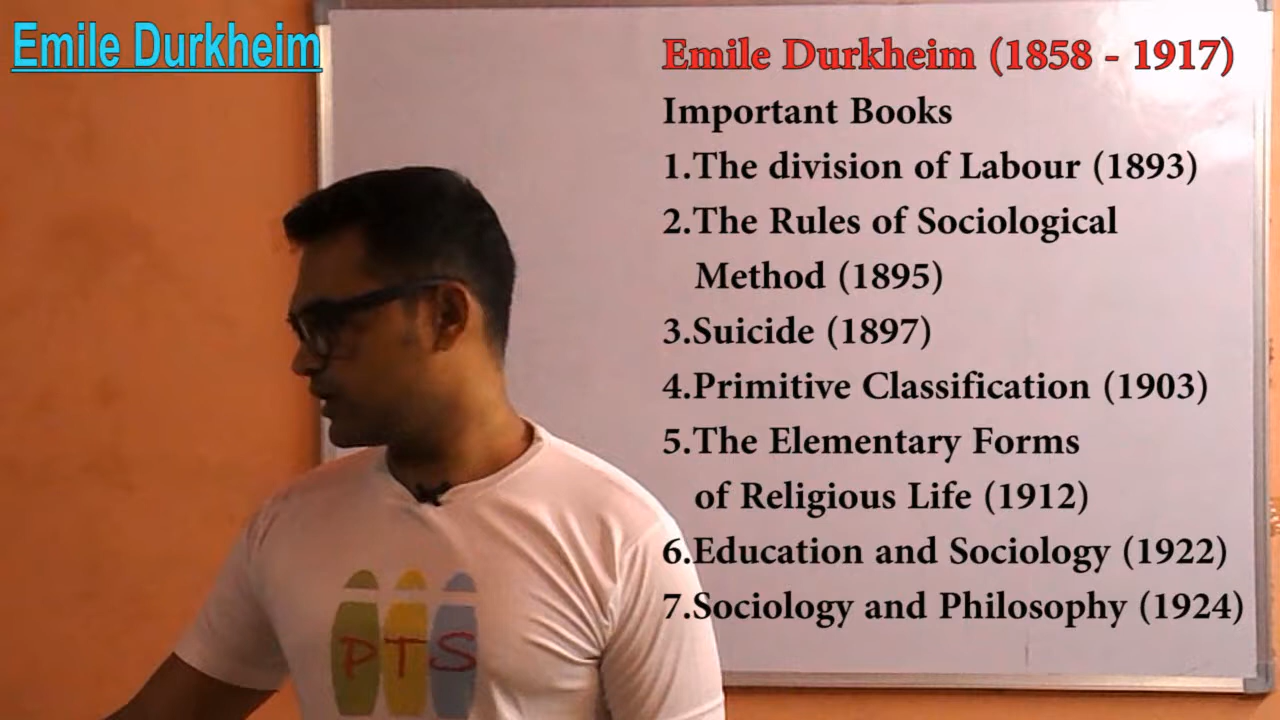 Emile Durkheim
Emile Durkheim (1858 - 1917)
Important Books
1.The division of Labour (1893)
2.The Rules of Sociological
Method (1895)
3.Suicide (1897)
4.Primitive Classification (1903)
5.The Elementary Forms
of Religious Life (1912)
6.Education and Sociology (1922)
7.Sociology and Philosophy (1924)
PTS